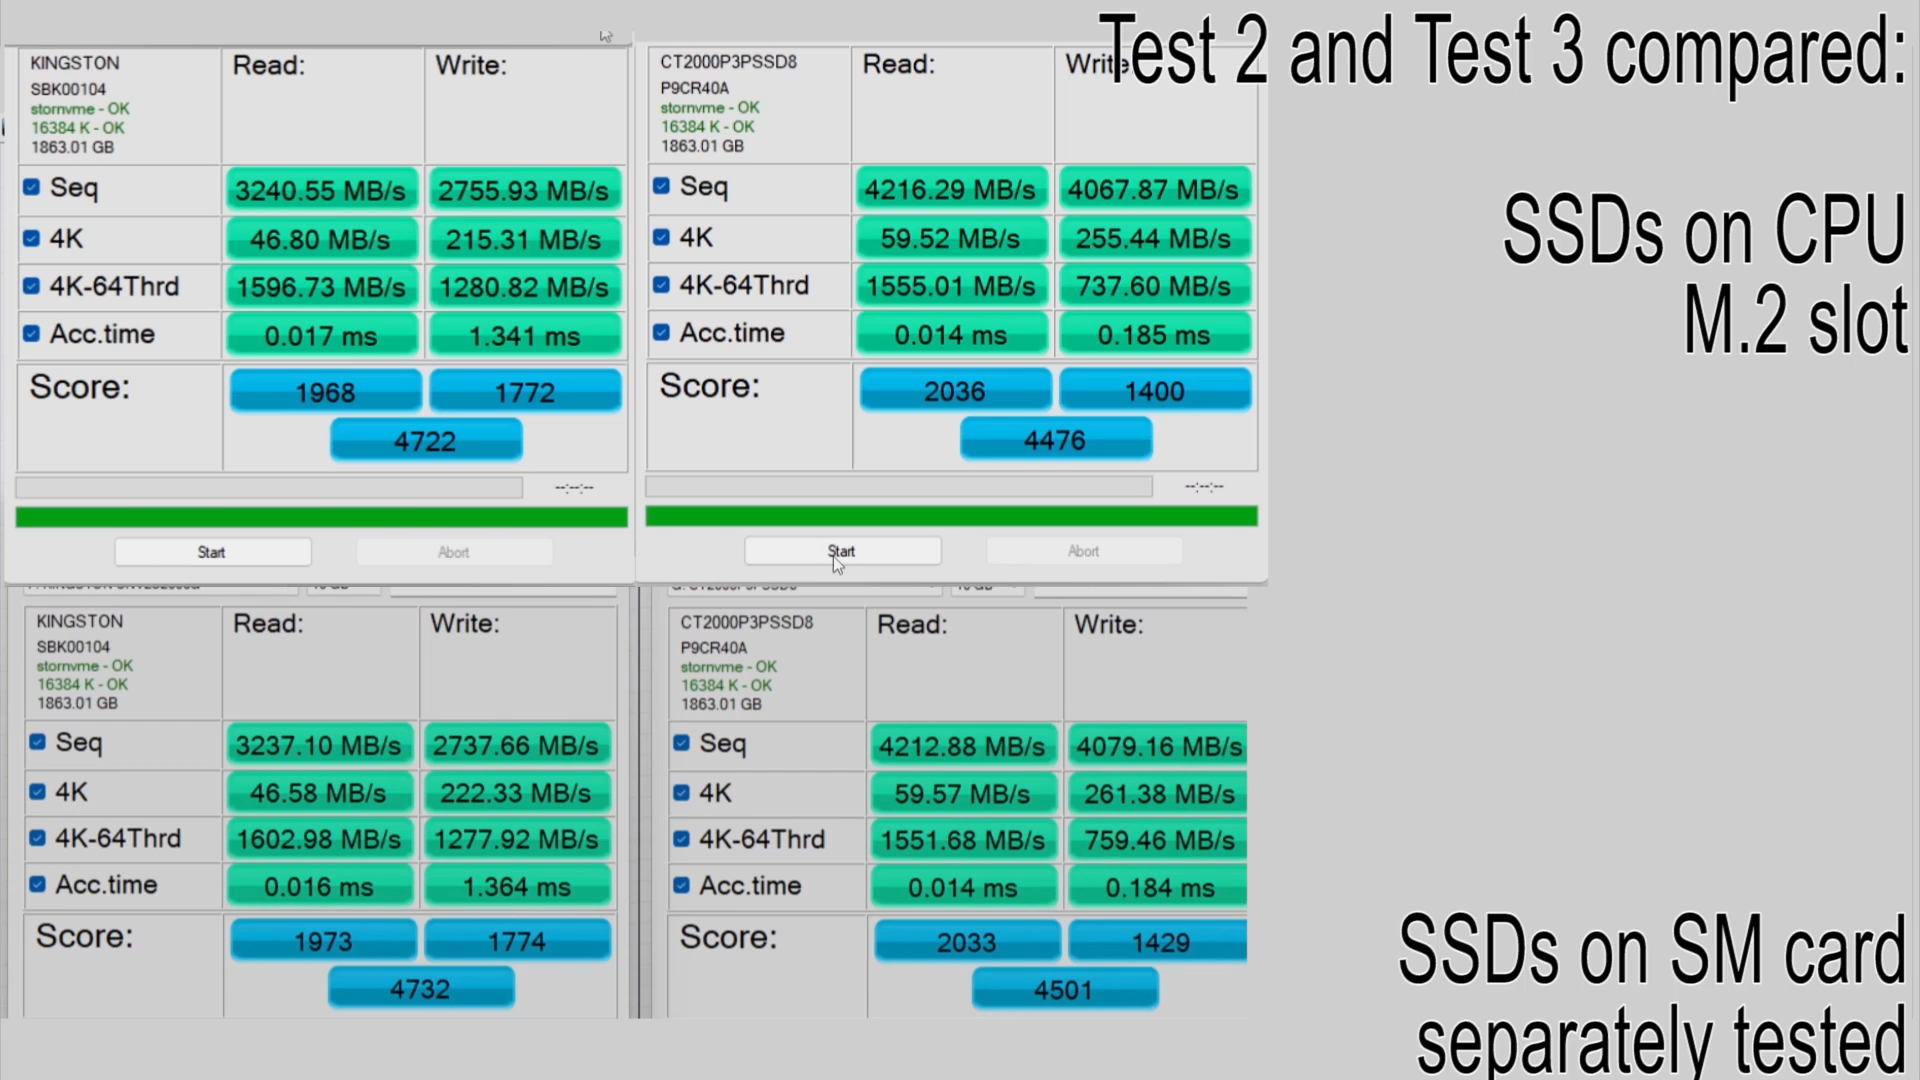 Test 2 and Test 3 compared:
SSDs on CPU
M.2 slot
KINGSTON
SBK00104
stornvme - OK
16384 K - OK
1863.01 GB
Read:
Write:
Seq
3240.55 MB/s
2755.93 MB/s
4K
46.80 MB/s
215.31 MB/s
4K-64Thrd
1596.73 MB/s
1280.82 MB/s
Acc.time
0.017 ms
1.341 ms
Score:
1968
1772
4722
--:--:--
Start
Abort
CT2000P3PSSD8
P9CR40A
stornvme - OK
16384 K - OK
1863.01 GB
Read:
Write
Seq
4216.29 MB/s
4067.87 MB/s
4K
59.52 MB/s
255.44 MB/s
4K-64Thrd
1555.01 MB/s
737.60 MB/s
Acc.time
0.014 ms
0.185 ms
Score:
2036
1400
4476
--:--:--
Start
Abort
KINGSTON
SBK00104
stornvme - OK
16384 K - OK
1863.01 GB
Read:
Write:
Seq
3237.10 MB/s
2737.66 MB/s
4K
46.58 MB/s
222.33 MB/s
4K-64Thrd
1602.98 MB/s
1277.92 MB/s
Acc.time
0.016 ms
1.364 ms
Score:
1973
1774
4732
CT2000P3PSSD8
P9CR40A
stornvme - OK
16384 K - OK
1863.01 GB
Read:
Write:
Seq
4212.88 MB/s
4079.16 MB/s
4K
59.57 MB/s
261.38 MB/s
4K-64Thrd
1551.68 MB/s
759.46 MB/s
Acc.time
0.014 ms
0.184 ms
Score:
2033
1429
4501
SSDs on SM card
separately tested